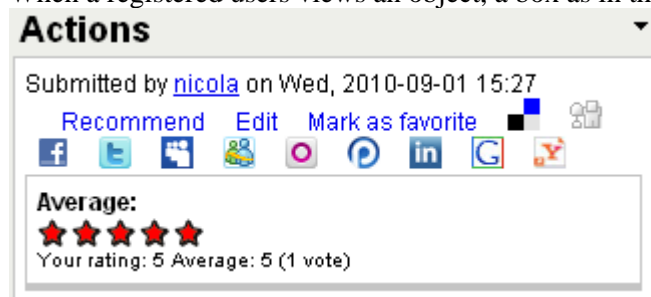 Actions
Submitted by nicola on Wed, 2010-09-01 15:27
Recommend Edit Mark as favorite
Average:
Your rating: 5 Average: 5 (1 vote)